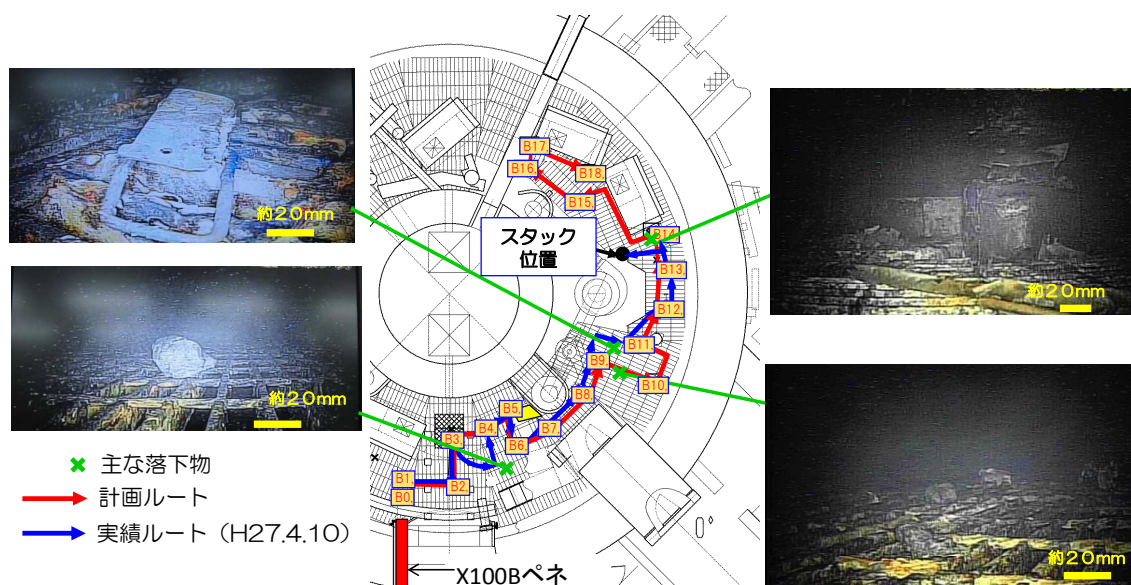 約20mm
約20mm
主な落下物
計画ルート
実績ルート（H27.4.10）
B17.
B16.
B18.
B15.
スタック
位置
B14.
B13.
B12.
B11.
B9.
B10.
B8.
B5.
B4.
B7.
B3.
B6.
B1.
B2.
B0.
X100Bペネ
約20mm
約20mm